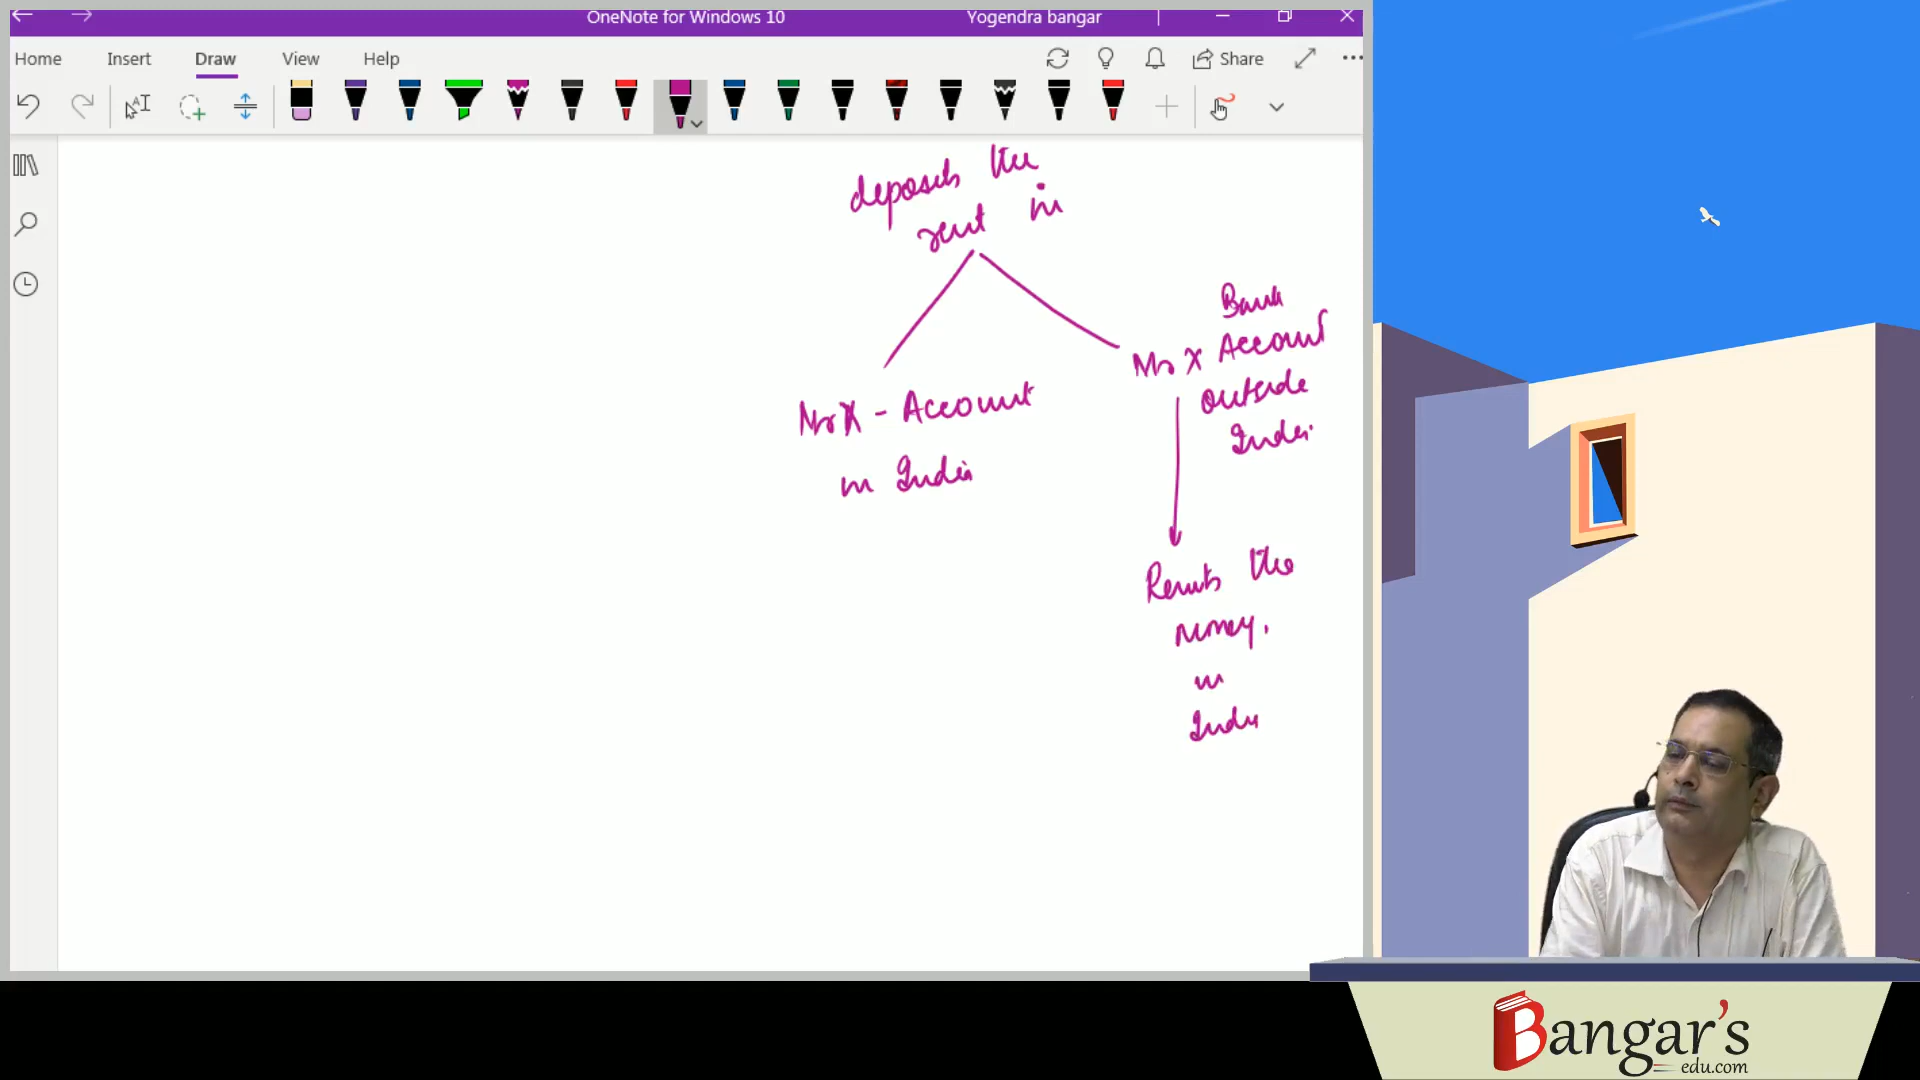 OneNote for Windows 10
Yogendra bangar
Home Insert Draw View Help
Share
deposits the
rent in
Bank
Mr X Account
outside
India.
Mr X - Account
in India
Remits the
money.
in
India
Bangar's
edu.com